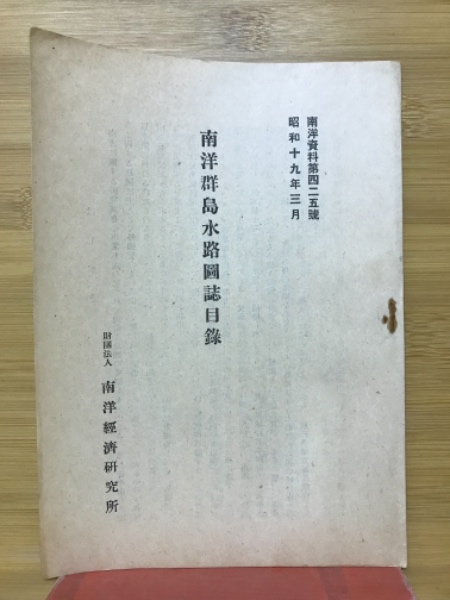 南洋資料第四二五號
昭和十九年三月
南洋群島水路圖誌目錄
財團法人 南洋經濟硏究所